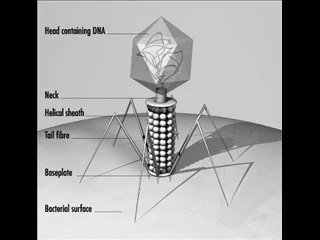 Head containing DNA
Neck
Helical sheath
Tail fibre
Baseplate
Bacterial surface